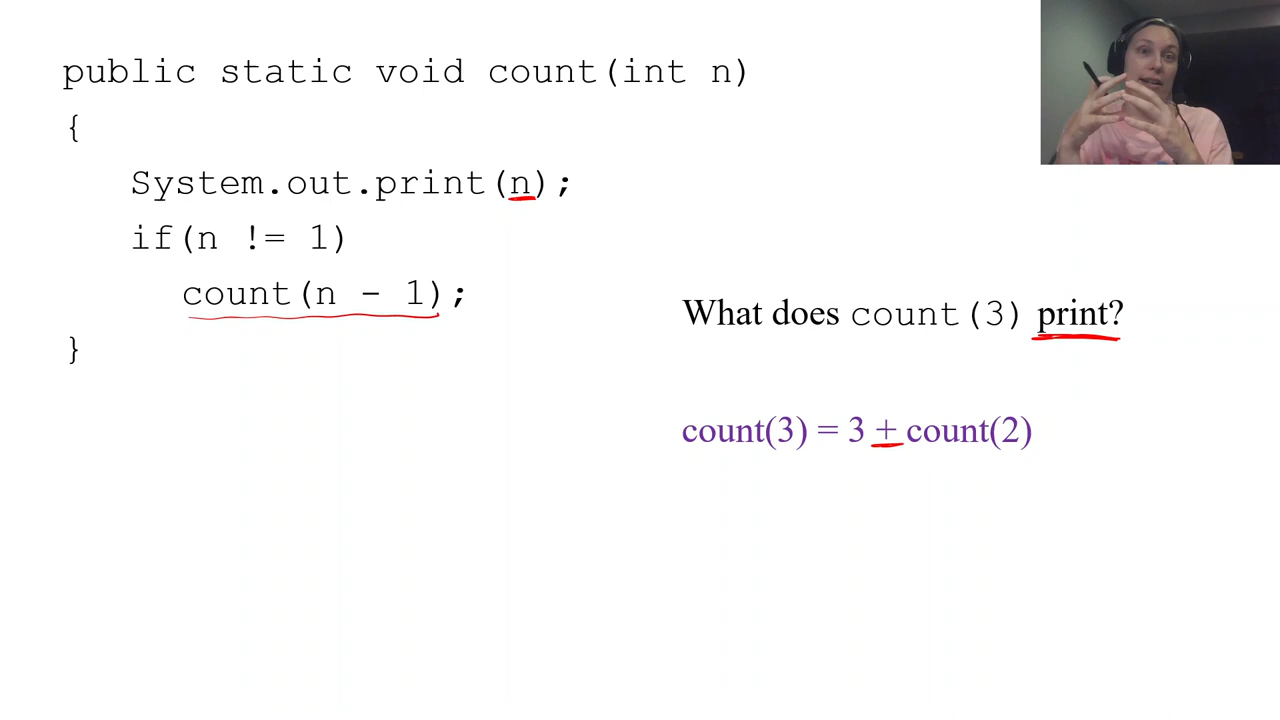 public static void count(int n)
{
System.out.print(n);
if(n != 1)
count(n - 1);
}
What does count(3) print?
count(3) = 3 + count(2)